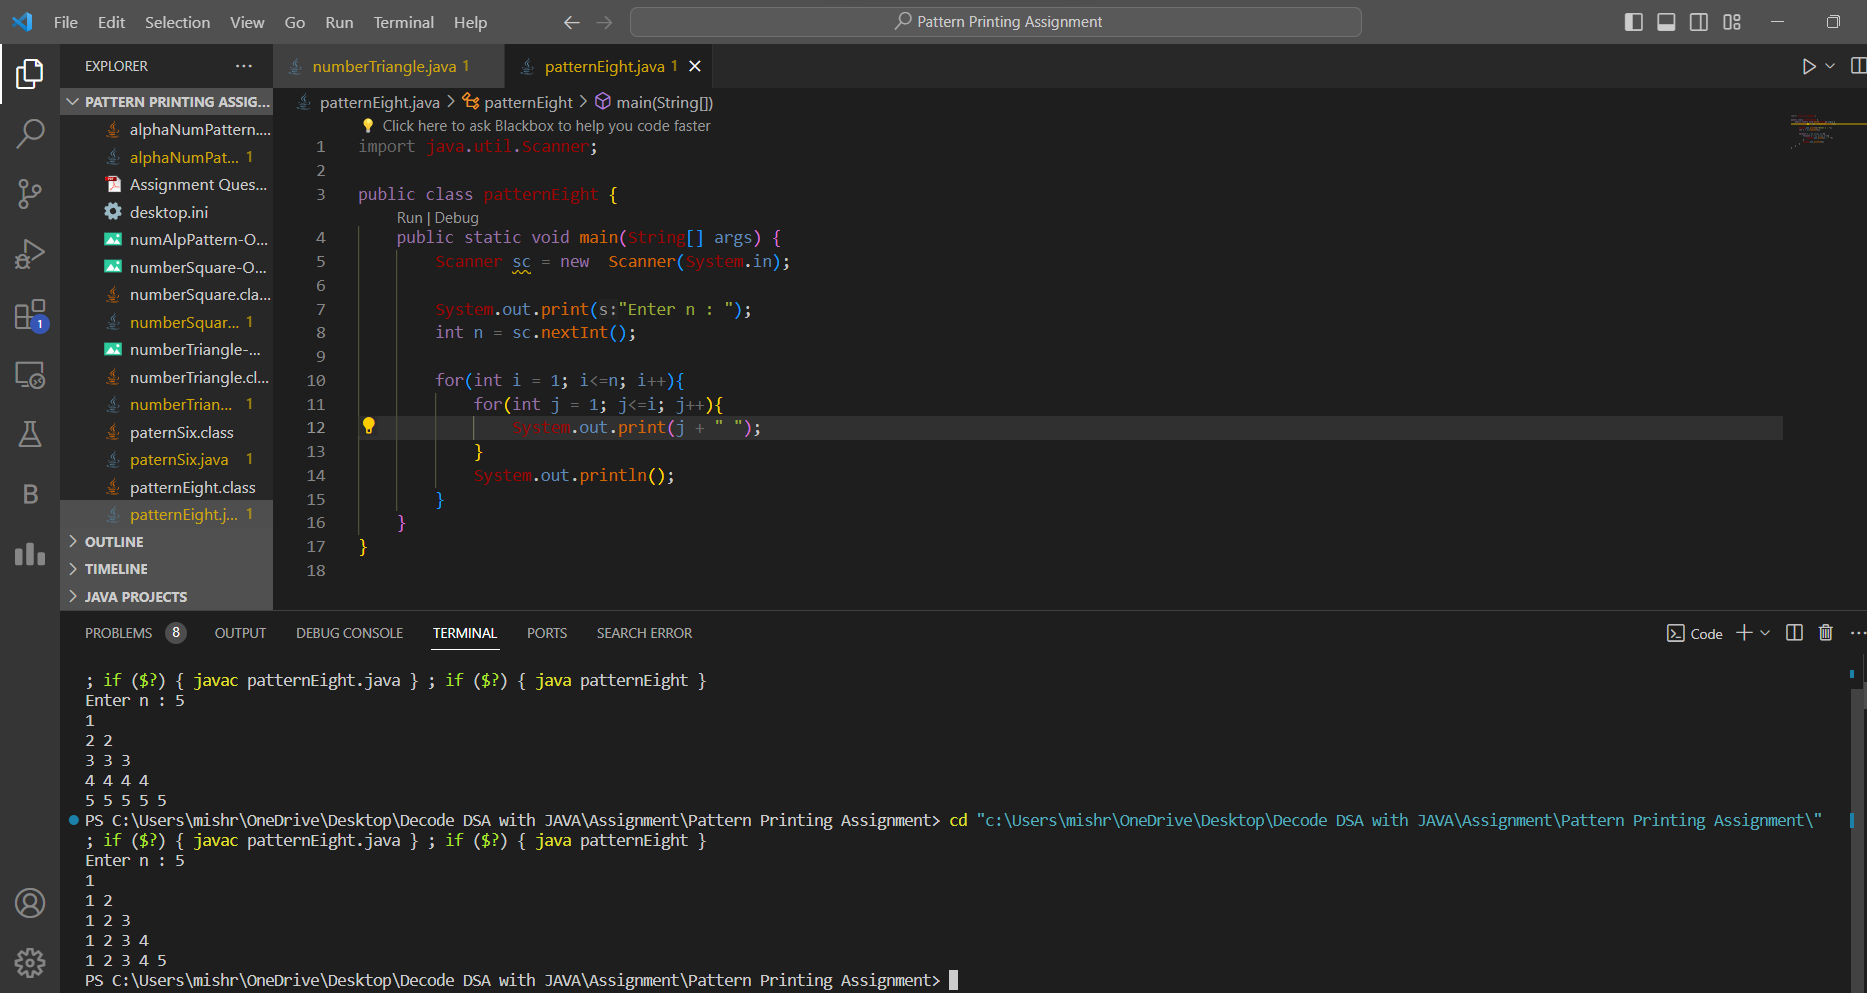 File Edit Selection View Go Run Terminal Help
Pattern Printing Assignment
EXPLORER ...
PATTERN PRINTING ASSIG...
alphaNumPattern....
alphaNumPat... 1
Assignment Ques...
desktop.ini
numAlpPattern-O...
numberSquare-O...
numberSquare.cla...
numberSquar... 1
numberTriangle-...
numberTriangle.cl...
numberTrian... 1
paternSix.class
paternSix.java 1
patternEight.class
patternEight.j... 1
OUTLINE
TIMELINE
JAVA PROJECTS
1
B
numberTriangle.java 1
patternEight.java 1
patternEight.java > patternEight > main(String[])
Click here to ask Blackbox to help you code faster
1 import java.util.Scanner;
2
3 public class patternEight {
Run | Debug
4 public static void main(String[] args) {
5 Scanner sc = new  Scanner(System.in);
6
7 System.out.print(s:"Enter n : ");
8 int n = sc.nextInt();
9
10 for(int i = 1; i<=n; i++){
11 for(int j = 1; j<=i; j++){
12 System.out.print(j + " ");
13 }
14 System.out.println();
15 }
16 }
17 }
18
PROBLEMS 8 OUTPUT DEBUG CONSOLE TERMINAL PORTS SEARCH ERROR
Code
; if ($?) { javac patternEight.java } ; if ($?) { java patternEight }
Enter n : 5
1
2 2
3 3 3
4 4 4 4
5 5 5 5 5
PS C:\Users\mishr\OneDrive\Desktop\Decode DSA with JAVA\Assignment\Pattern Printing Assignment> cd "c:\Users\mishr\OneDrive\Desktop\Decode DSA with JAVA\Assignment\Pattern Printing Assignment\"
; if ($?) { javac patternEight.java } ; if ($?) { java patternEight }
Enter n : 5
1
1 2
1 2 3
1 2 3 4
1 2 3 4 5
PS C:\Users\mishr\OneDrive\Desktop\Decode DSA with JAVA\Assignment\Pattern Printing Assignment>